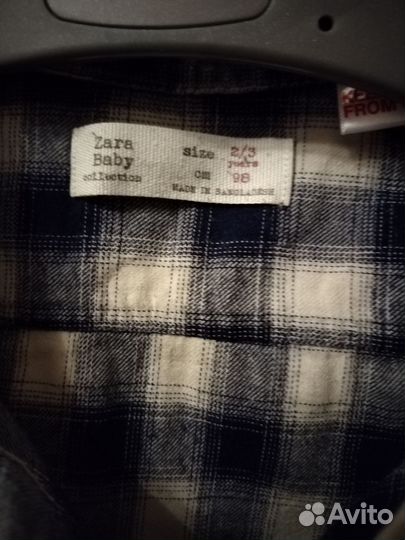 Zara
Baby
collection
size 2/3
years
cm 98
MADE IN BANGLADESH
FROM
Avito